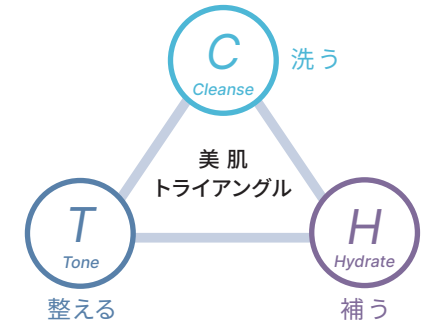 C
Cleanse
洗う
美肌
トライアングル
T
Tone
整える
H
Hydrate
補う